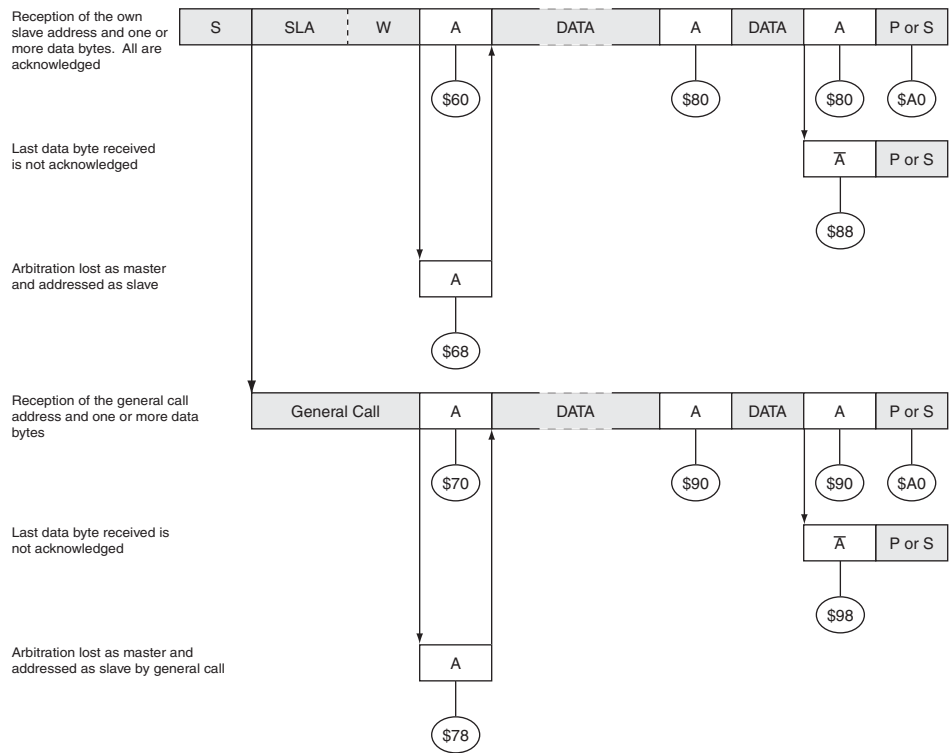 Reception of the own
slave address and one or
more data bytes. All are
acknowledged
S SLA W A DATA A DATA A P or S
$60 $80 $80 $A0
Last data byte received
is not acknowledged
A̅ P or S
$88
Arbitration lost as master
and addressed as slave
A
$68
Reception of the general call
address and one or more data
bytes
General Call A DATA A DATA A P or S
$70 $90 $90 $A0
Last data byte received is
not acknowledged
A̅ P or S
$98
Arbitration lost as master and
addressed as slave by general call
A
$78